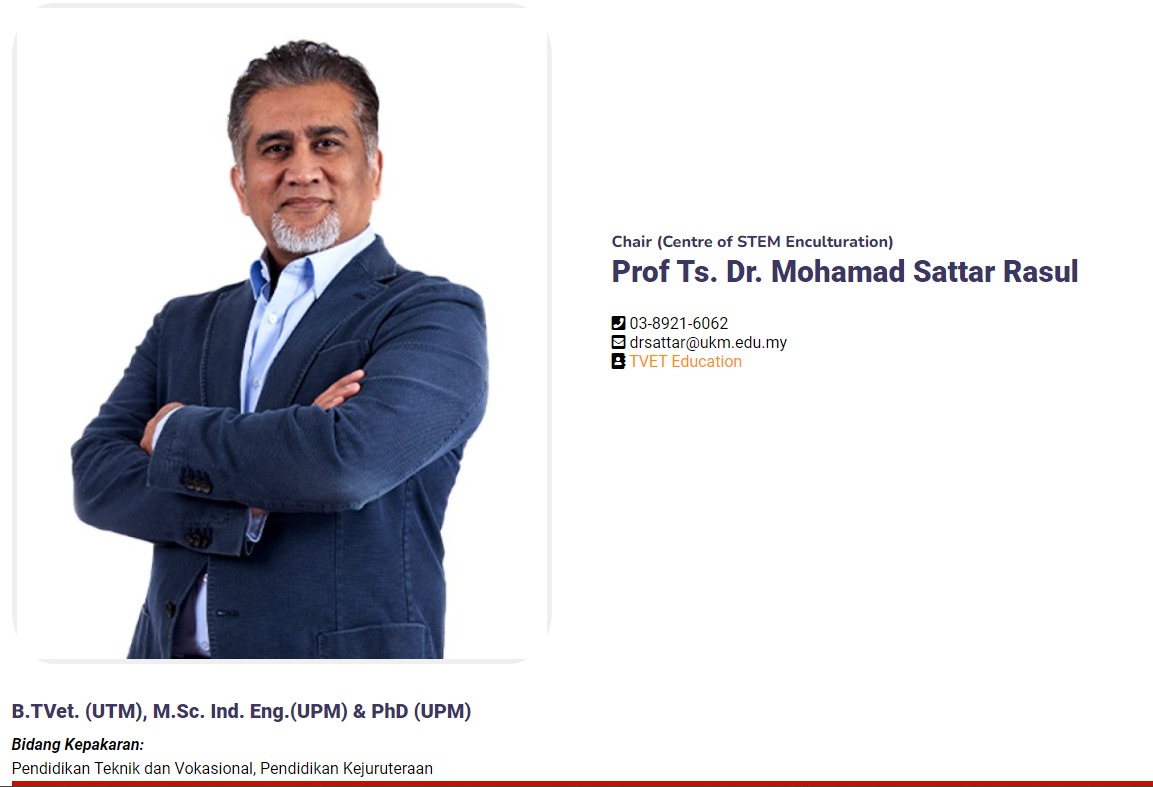 Chair (Centre of STEM Enculturation)
Prof Ts. Dr. Mohamad Sattar Rasul
03-8921-6062
drsattar@ukm.edu.my
TVET Education
B.TVet. (UTM), M.Sc. Ind. Eng.(UPM) & PhD (UPM)
Bidang Kepakaran:
Pendidikan Teknik dan Vokasional, Pendidikan Kejuruteraan